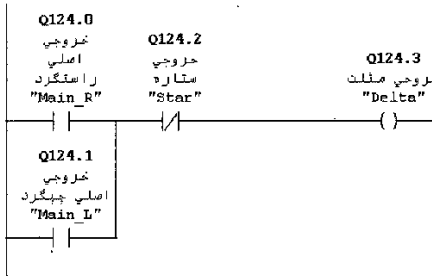 Q124.0
خروجي
اصلي
راستگرد
"Main_R"
Q124.2
خروجي
ستاره
"Star"
Q124.3
خروجي مثلث
"Delta"
Q124.1
خروجي
اصلي چپگرد
"Main_L"